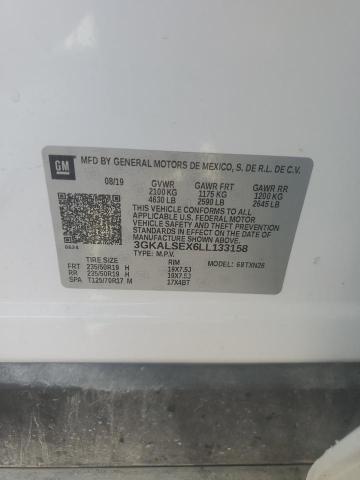 GM
MFD BY GENERAL MOTORS DE MEXICO, S. DE R.L. DE C.V.
08/19 GVWR GAWR FRT GAWR RR
2100 KG 1175 KG 1200 KG
4630 LB 2590 LB 2645 LB
THIS VEHICLE CONFORMS TO ALL
APPLICABLE U.S. FEDERAL MOTOR
VEHICLE SAFETY, BUMPER, AND THEFT
PREVENTION STANDARDS IN EFFECT ON
THE DATE OF MANUFACTURE SHOWN ABOVE.
3GKALSEX6LL133158
TYPE: M.P.V. MODEL: 69TXN26
TIRE SIZE RIM
FRT 235/50R19 H 19X7.5J
RR 235/50R19 H 19X7.5J
SPA T125/70R17 M 17X4BT